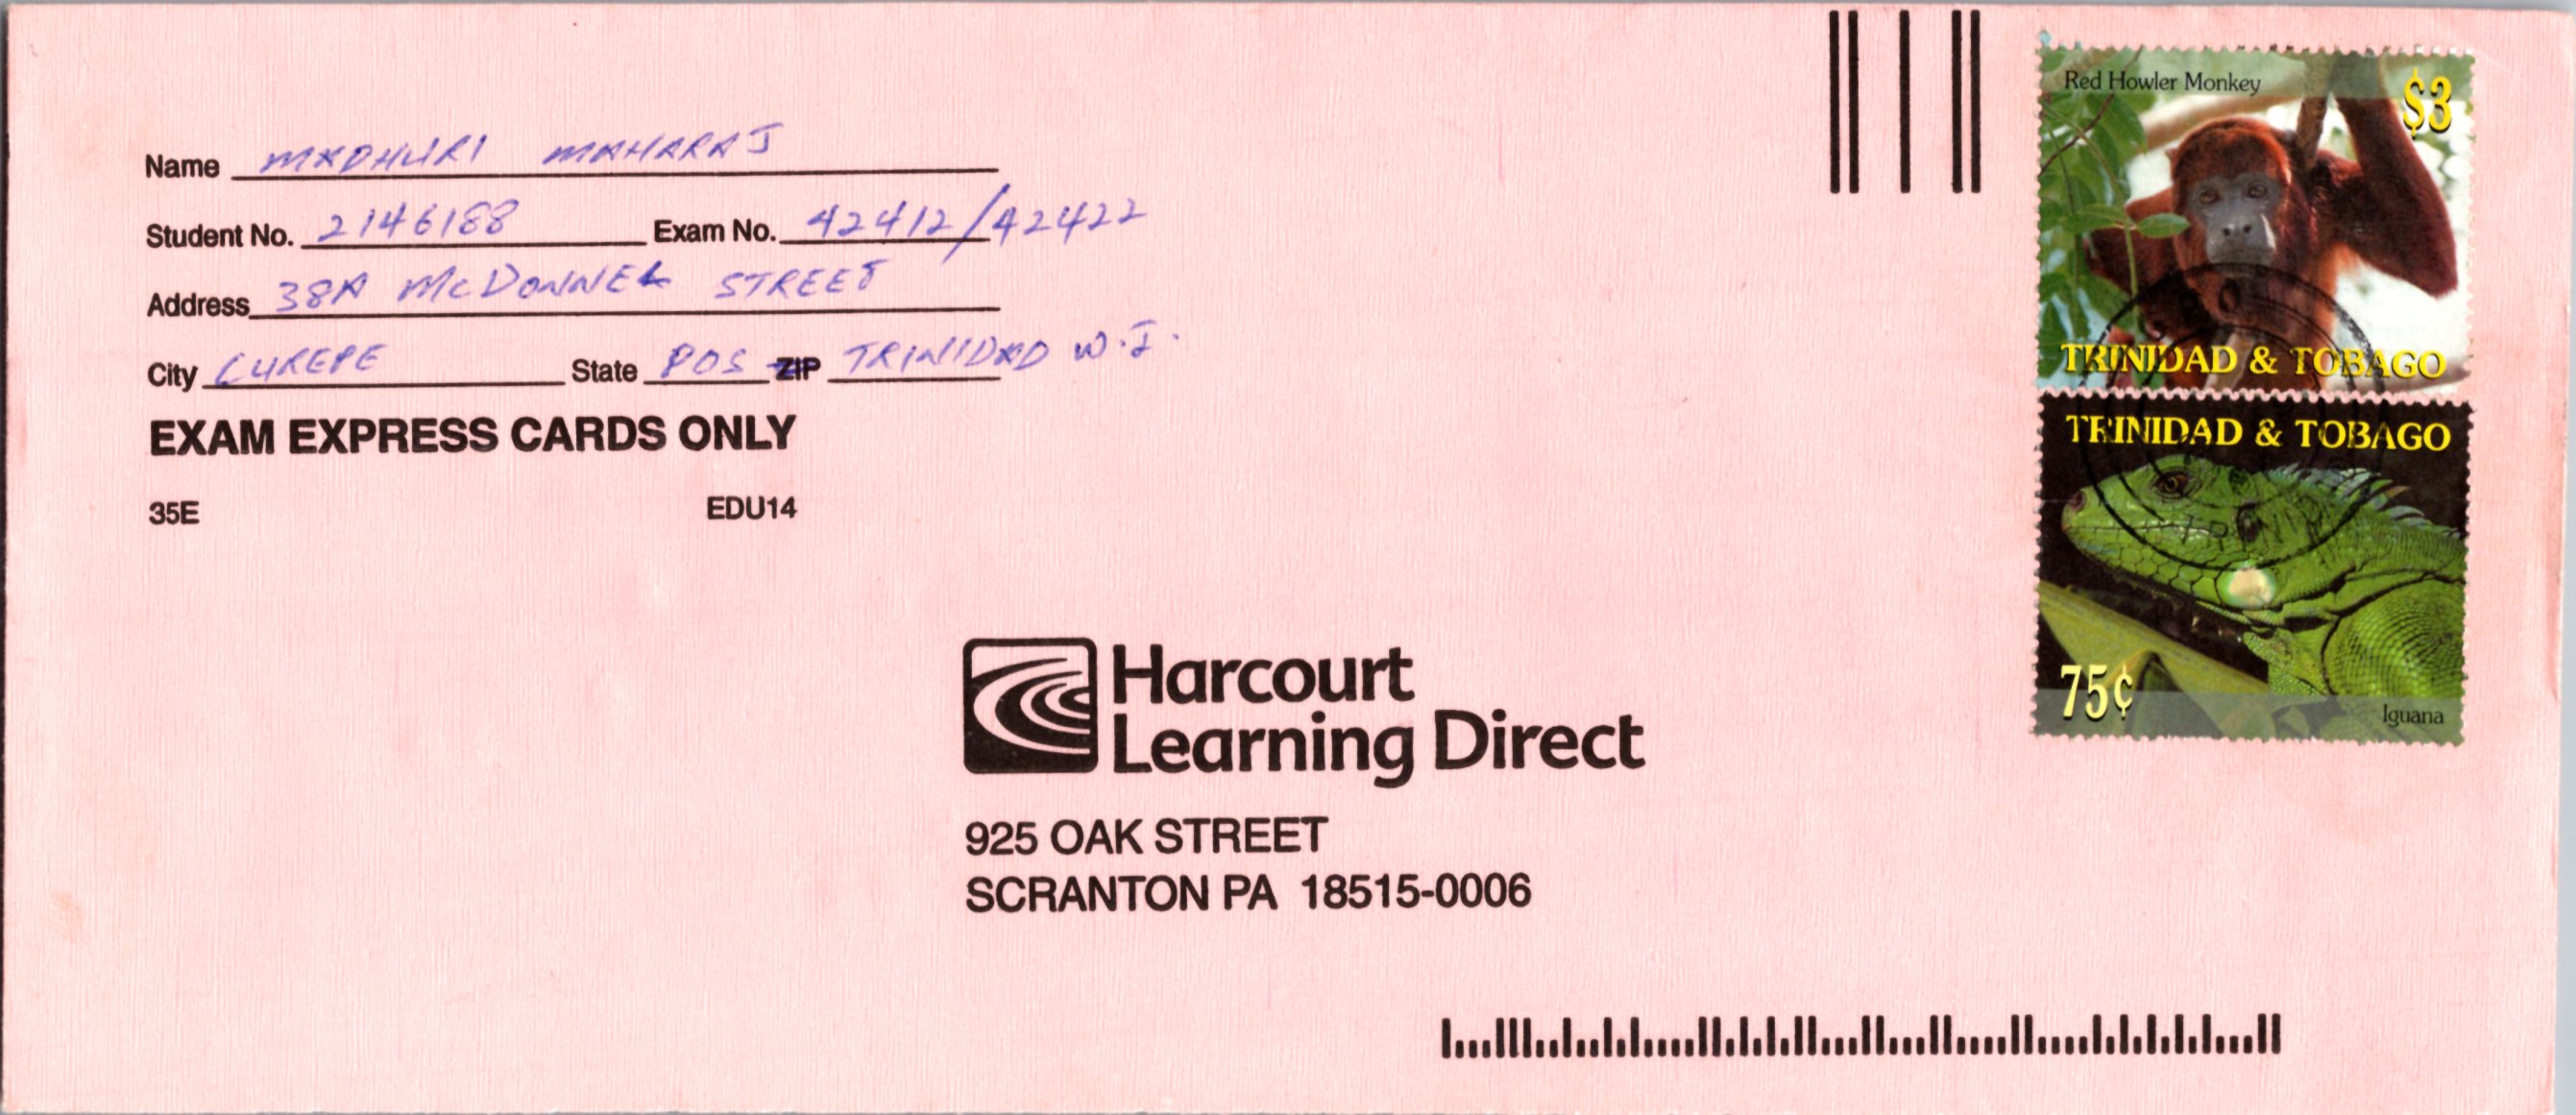 Name MADHURI MAHARAJ
Student No. 2146188 Exam No. 42412/42422
Address 38A McDONNEL STREET
City CUREPE State POS ZIP TRINIDAD W.I.
EXAM EXPRESS CARDS ONLY
35E EDU14
Red Howler Monkey
$3
TRINIDAD & TOBAGO
TRINIDAD & TOBAGO
75¢
Iguana
Harcourt
Learning Direct
925 OAK STREET
SCRANTON PA 18515-0006